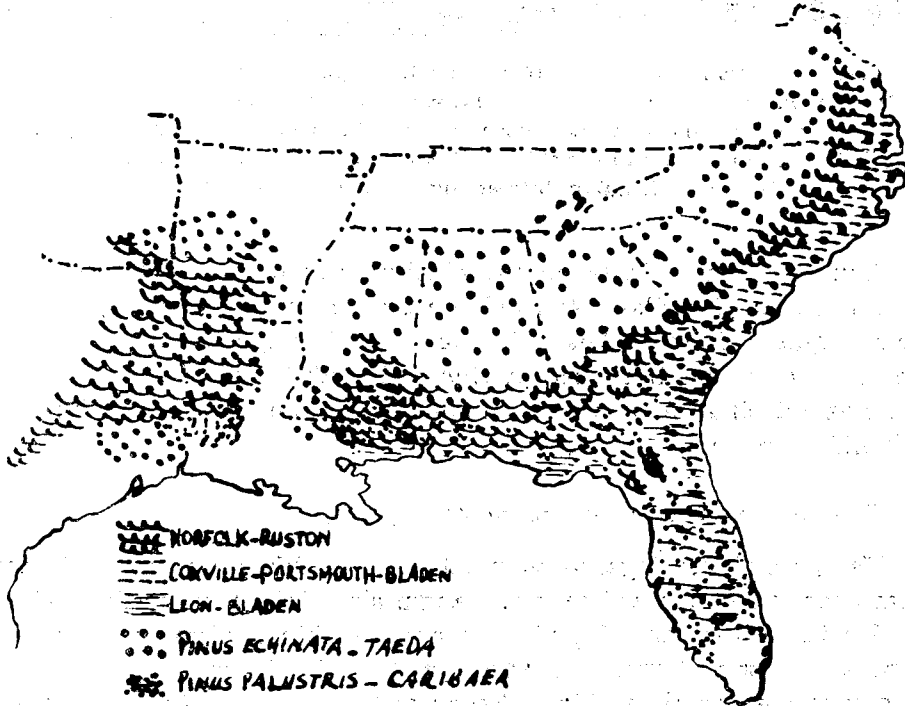 NORFOLK-RUSTON
COXVILLE-PORTSMOUTH-BLADEN
LEON-BLADEN
PINUS ECHINATA - TAEDA
PINUS PALUSTRIS - CARIBAEA